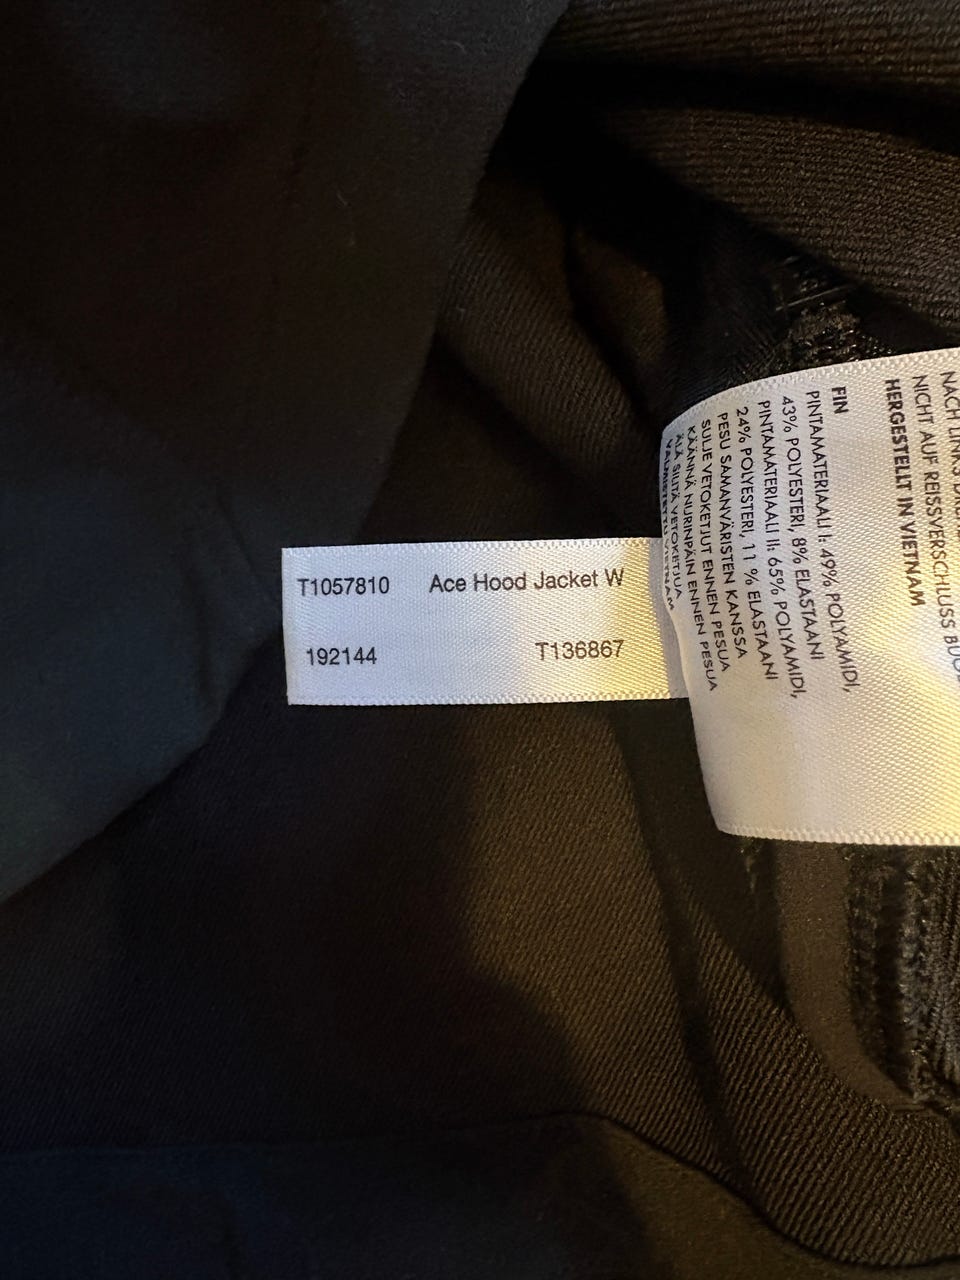 T1057810 Ace Hood Jacket W
192144 T136867
NICHT AUF REISSVERSCHLUSS
HERGESTELLT IN VIETNAM
FIN
PINTAMATERIAALI I: 49% POLYAMIDI,
43% POLYESTERI, 8% ELASTAANI
PINTAMATERIAALI II: 65% POLYAMIDI,
24% POLYESTERI, 11 % ELASTAANI
PESU SAMANVÄRISTEN KANSSA
SULJE VETOKETJUT ENNEN PESUA
KÄÄNNÄ NURINPÄIN ENNEN PESUA
ÄLÄ SILITÄ VETOKETJUA
VALMISTETTU VIETNAM